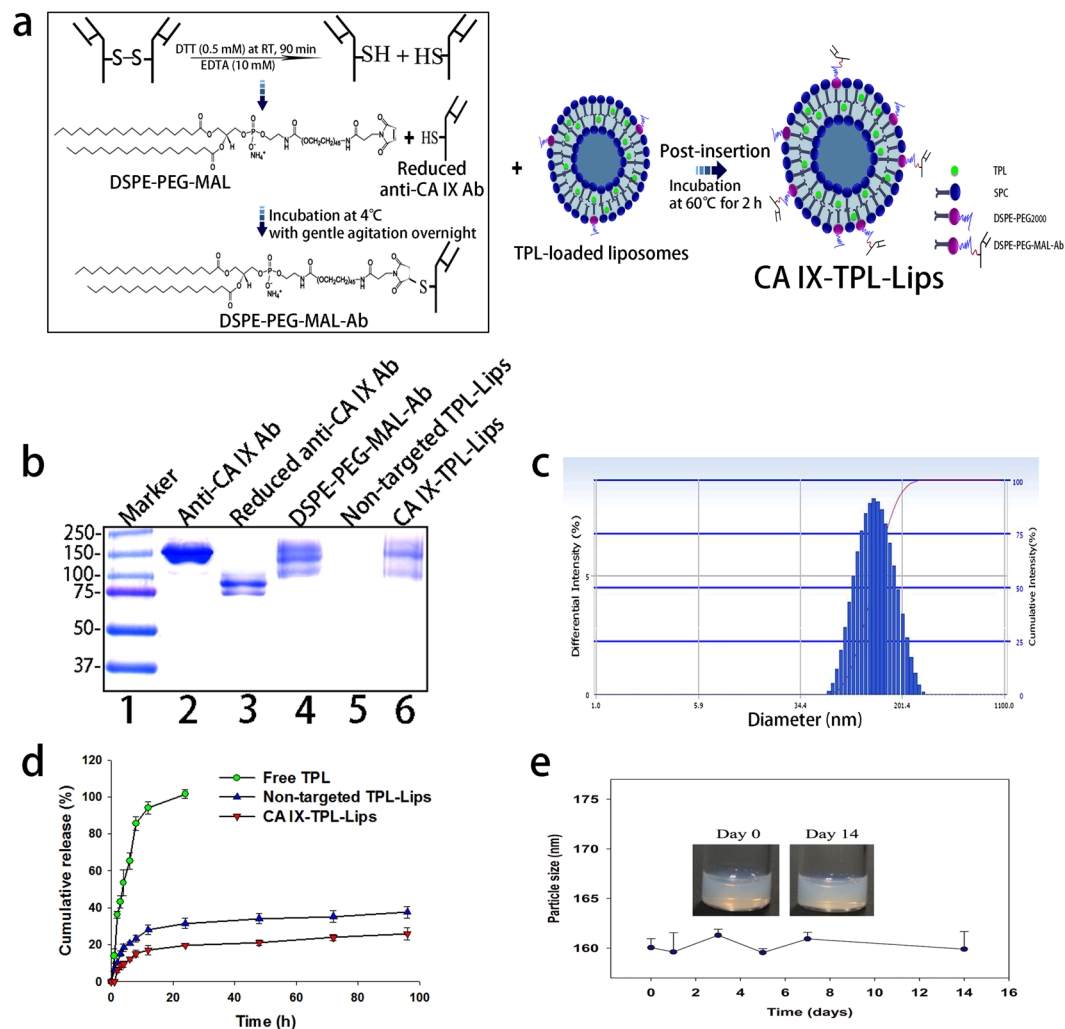 a
S–S
DTT (0.5 mM) at RT, 90 min
EDTA (10 mM)
SH + HS
DSPE-PEG-MAL
+
HS
Reduced
anti-CA IX Ab
Incubation at 4℃
with gentle agitation overnight
DSPE-PEG-MAL-Ab
+
TPL-loaded liposomes
Post-insertion
Incubation
at 60℃ for 2 h
CA IX-TPL-Lips
TPL
SPC
DSPE-PEG2000
DSPE-PEG-MAL-Ab
b
Marker
Anti-CA IX Ab
Reduced anti-CA IX Ab
DSPE-PEG-MAL-Ab
Non-targeted TPL-Lips
CA IX-TPL-Lips
250-
150-
100-
75-
50-
37-
1 2 3 4 5 6
c
Differential Intensity (%)
5
0
100
75
50
25
0
Cumulative Intensity(%)
1.0 5.9 34.4 201.4 1100.0
Diameter (nm)
d
Cumulative release (%)
120
100
80
60
40
20
0
Free TPL
Non-targeted TPL-Lips
CA IX-TPL-Lips
0 20 40 60 80 100
Time (h)
e
Particle size (nm)
175
170
165
160
Day 0
Day 14
0 2 4 6 8 10 12 14 16
Time (days)